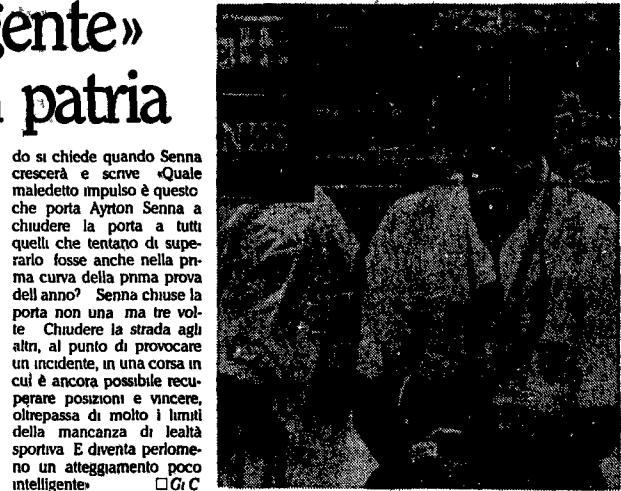 gente»
patria
do si chiede quando Senna
crescerà e scrive «Quale
maledetto impulso è questo
che porta Ayrton Senna a
chiudere la porta a tutti
quelli che tentano di supe-
rarlo fosse anche nella pri-
ma curva della prima prova
dell anno? Senna chiuse la
porta non una ma tre vol-
te Chiudere la strada agli
altri, al punto di provocare
un incidente, in una corsa in
cui è ancora possibile recu-
perare posizioni e vincere,
oltrepassa di molto i limiti
della mancanza di lealtà
sportiva E diventa perlome-
no un atteggiamento poco
intelligente» □ Gi C